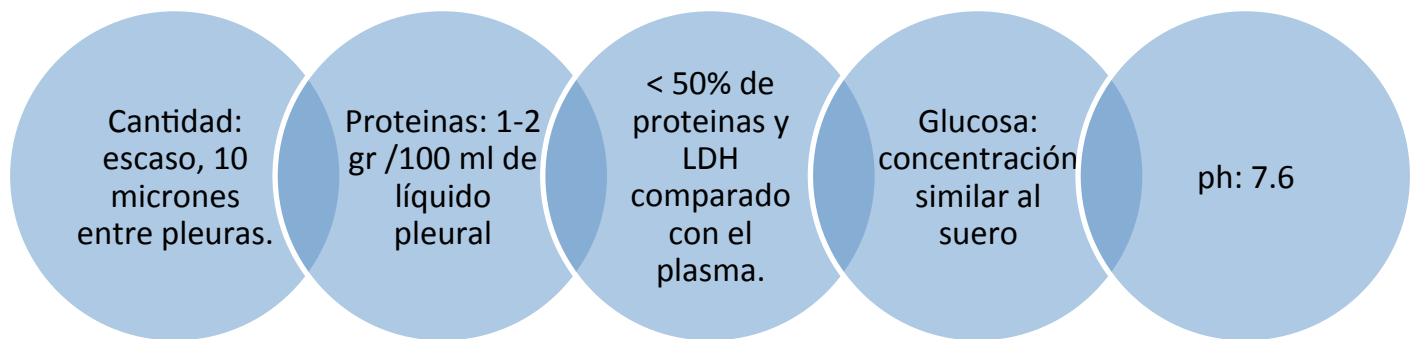 Cantidad:
escaso, 10
micrones
entre pleuras.
Proteinas: 1-2
gr /100 ml de
líquido
pleural
< 50% de
proteinas y
LDH
comparado
con el
plasma.
Glucosa:
concentración
similar al
suero
ph: 7.6